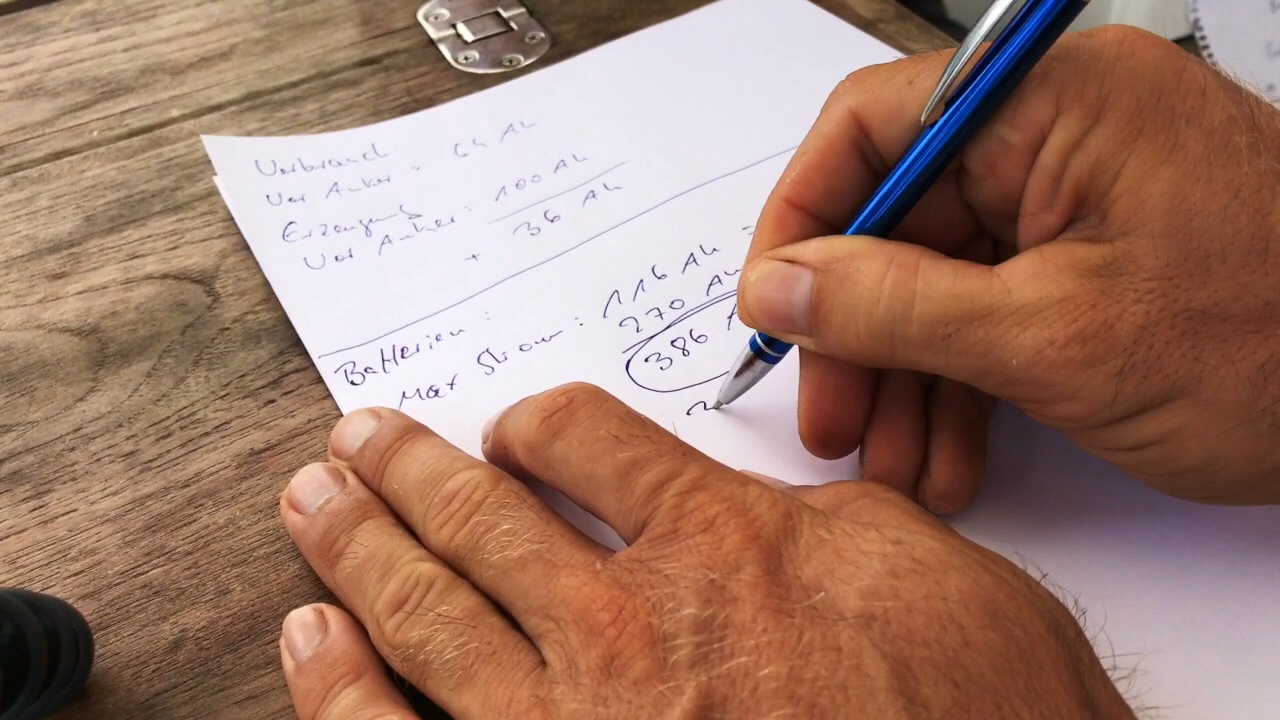 Verbrauch
Vor Anker = 64 Ah
Erzeugung
Vor Anker: 100 Ah
+ 36 Ah
Batterien:
Max Strom: 116 Ah =
270 Ah
386